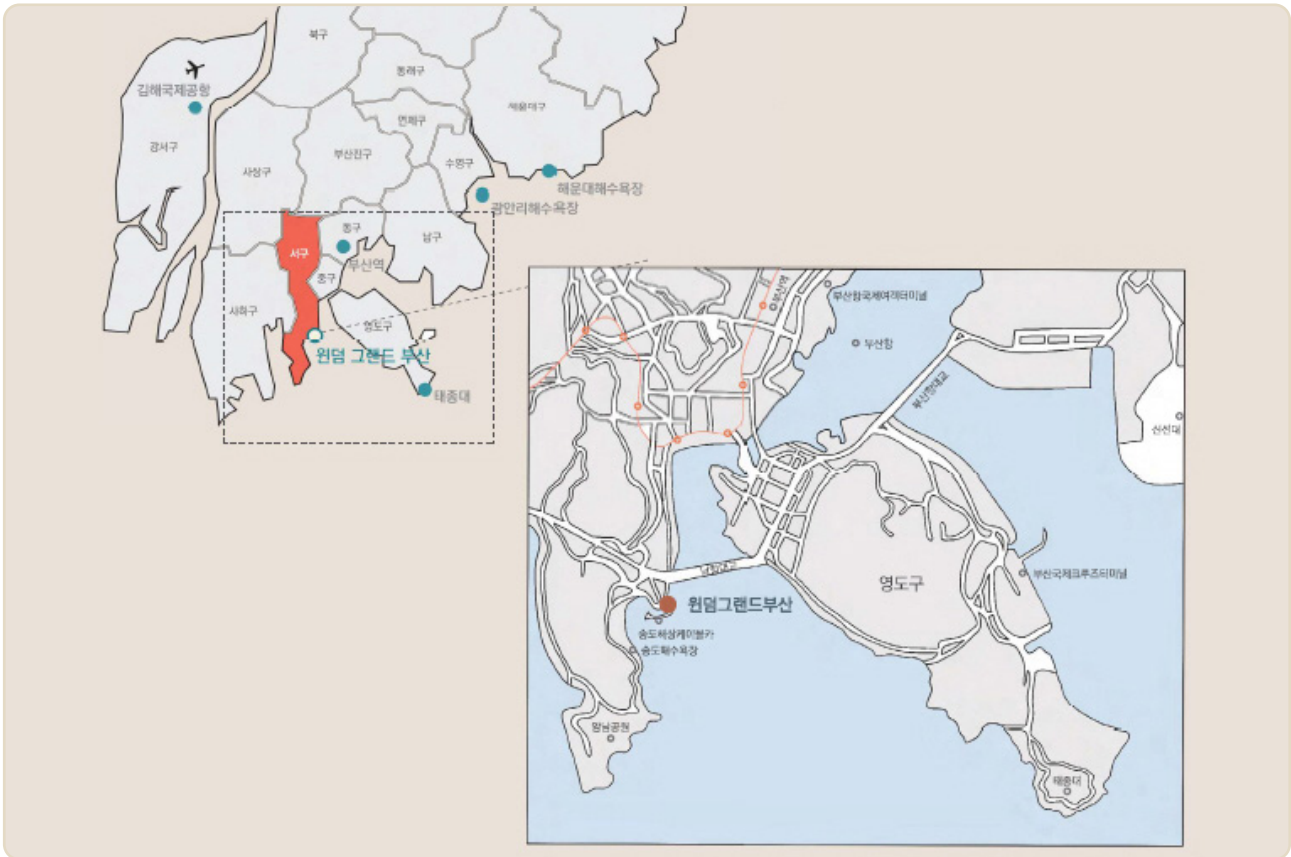 북구
동래구
해운대구
김해국제공항
연제구
강서구
부산진구
수영구
사상구
해운대해수욕장
광안리해수욕장
동구
남구
서구
부산역
중구
사하구
영도구
윈덤 그랜드 부산
태종대
부산역
부산항국제여객터미널
부산항
부산항대교
신선대
남항대교
영도구
부산국제크루즈터미널
윈덤그랜드부산
송도해상케이블카
송도해수욕장
암남공원
태종대